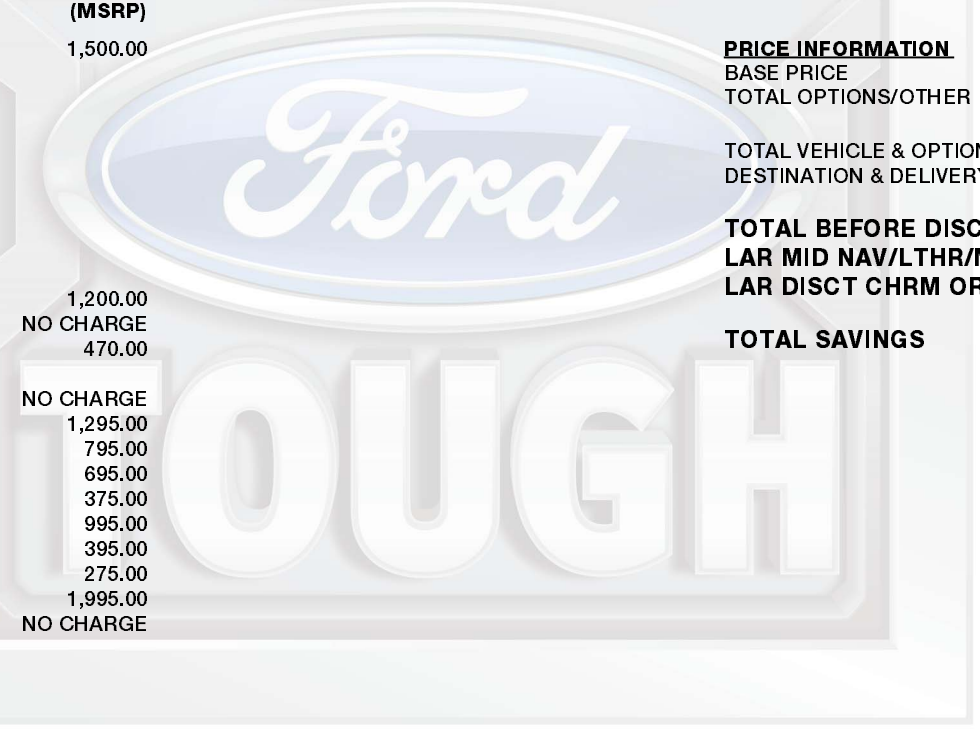 (MSRP)
1,500.00
1,200.00
NO CHARGE
470.00
NO CHARGE
1,295.00
795.00
695.00
375.00
995.00
395.00
275.00
1,995.00
NO CHARGE
Ford
TOUGH
PRICE INFORMATION
BASE PRICE
TOTAL OPTIONS/OTHER
TOTAL VEHICLE & OPTION
DESTINATION & DELIVERY
TOTAL BEFORE DISC
LAR MID NAV/LTHR/
LAR DISCT CHRM OR
TOTAL SAVINGS